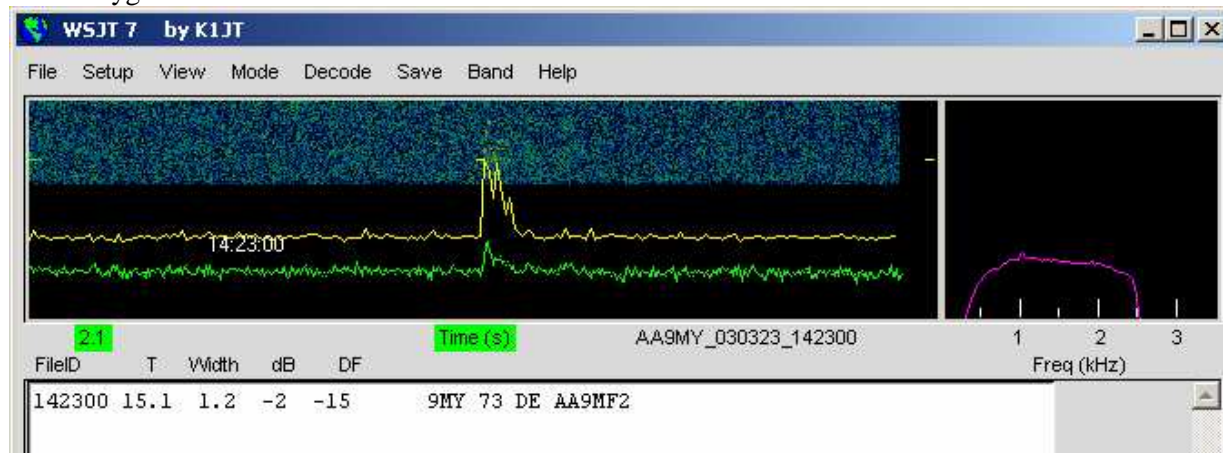 WSJT 7 by K1JT
File Setup View Mode Decode Save Band Help
14:23:00
2.1 Time (s) AA9MY_030323_142300 1 2 3
FileID T Width dB DF Freq (kHz)
142300 15.1 1.2 -2 -15 9MY 73 DE AA9MF2